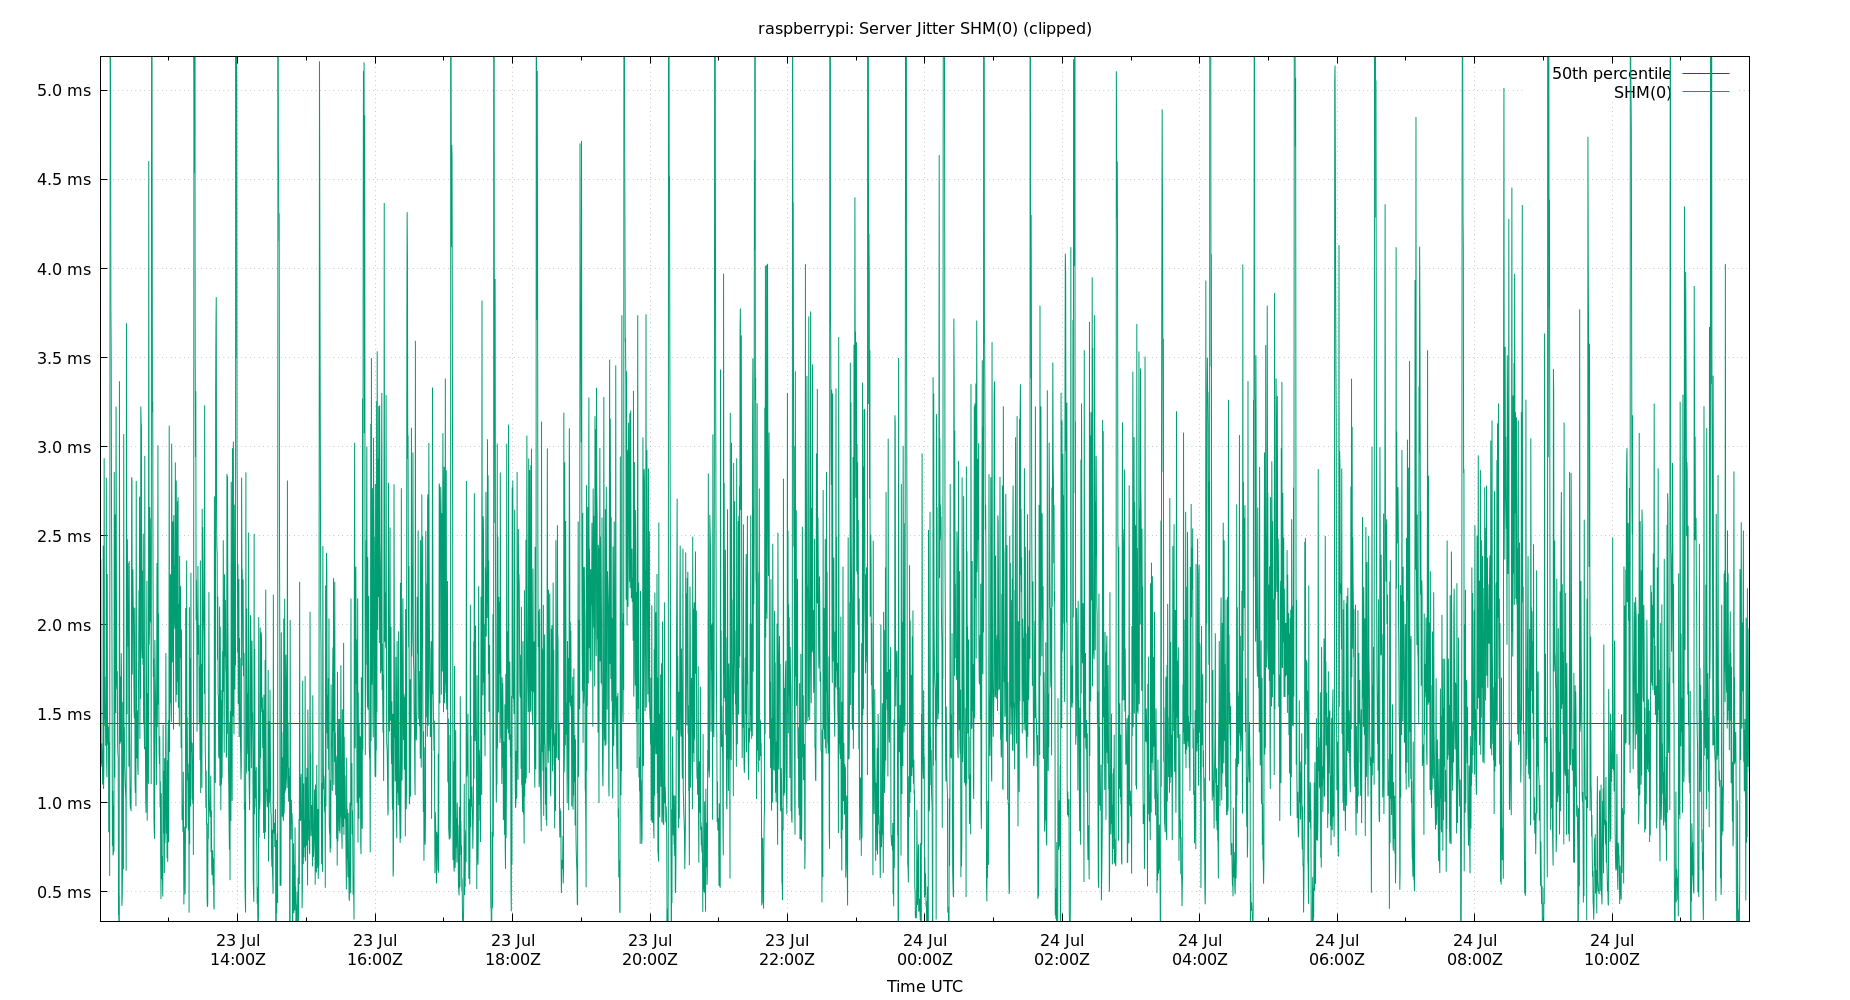 raspberrypi: Server Jitter SHM(0) (clipped)
50th percentile
SHM(0)
5.0 ms
4.5 ms
4.0 ms
3.5 ms
3.0 ms
2.5 ms
2.0 ms
1.5 ms
1.0 ms
0.5 ms
23 Jul 23 Jul 23 Jul 23 Jul 23 Jul 24 Jul 24 Jul 24 Jul 24 Jul 24 Jul 24 Jul
14:00Z 16:00Z 18:00Z 20:00Z 22:00Z 00:00Z 02:00Z 04:00Z 06:00Z 08:00Z 10:00Z
Time UTC